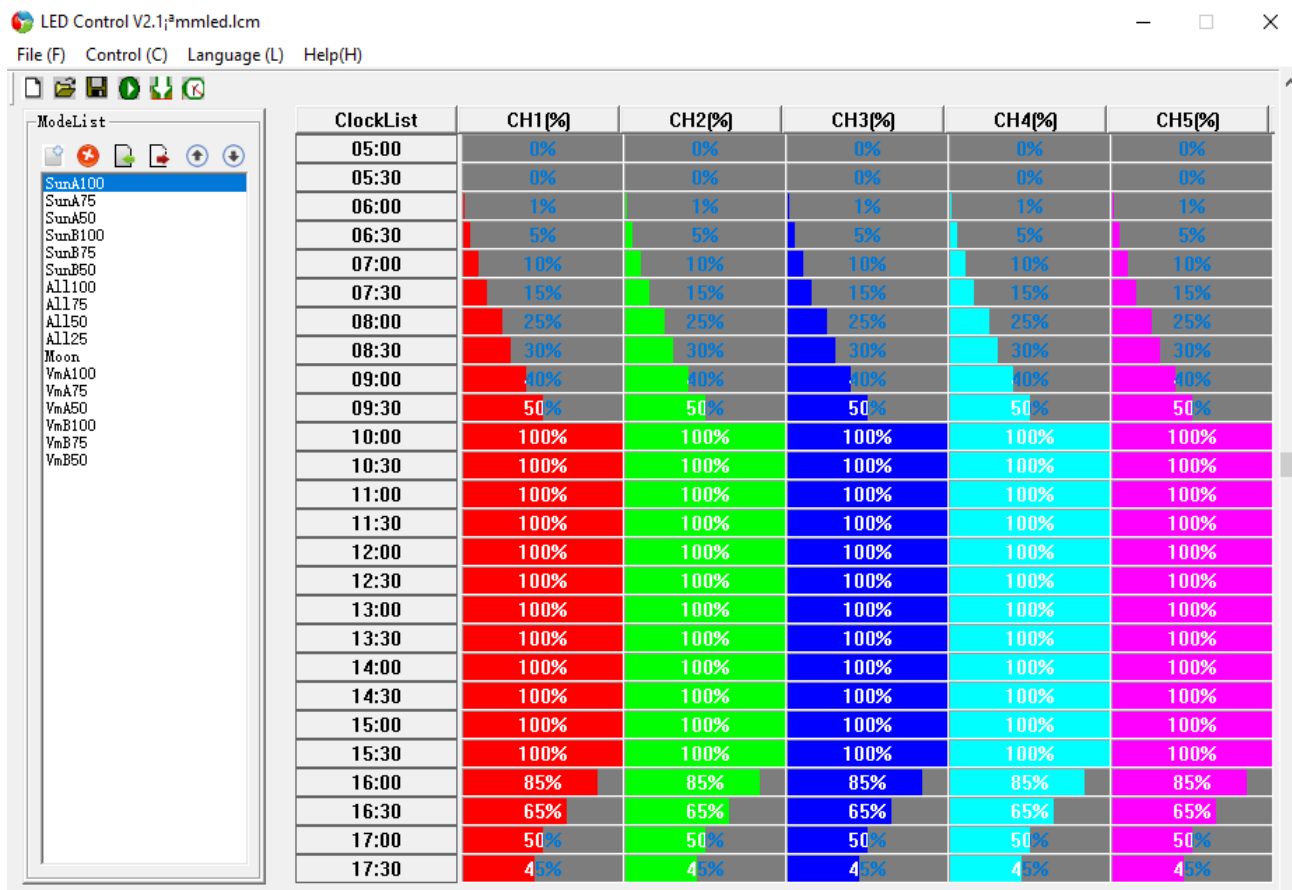 LED Control V2.1¡ªmmled.lcm
File (F) Control (C) Language (L) Help(H)
ModeList
SunA100
SunA75
SunA50
SunB100
SunB75
SunB50
All100
All75
All50
All25
Moon
VmA100
VmA75
VmA50
VmB100
VmB75
VmB50
ClockList CH1(%) CH2(%) CH3(%) CH4(%) CH5(%)
05:00 0% 0% 0% 0% 0%
05:30 0% 0% 0% 0% 0%
06:00 1% 1% 1% 1% 1%
06:30 5% 5% 5% 5% 5%
07:00 10% 10% 10% 10% 10%
07:30 15% 15% 15% 15% 15%
08:00 25% 25% 25% 25% 25%
08:30 30% 30% 30% 30% 30%
09:00 40% 40% 40% 40% 40%
09:30 50% 50% 50% 50% 50%
10:00 100% 100% 100% 100% 100%
10:30 100% 100% 100% 100% 100%
11:00 100% 100% 100% 100% 100%
11:30 100% 100% 100% 100% 100%
12:00 100% 100% 100% 100% 100%
12:30 100% 100% 100% 100% 100%
13:00 100% 100% 100% 100% 100%
13:30 100% 100% 100% 100% 100%
14:00 100% 100% 100% 100% 100%
14:30 100% 100% 100% 100% 100%
15:00 100% 100% 100% 100% 100%
15:30 100% 100% 100% 100% 100%
16:00 85% 85% 85% 85% 85%
16:30 65% 65% 65% 65% 65%
17:00 50% 50% 50% 50% 50%
17:30 45% 45% 45% 45% 45%